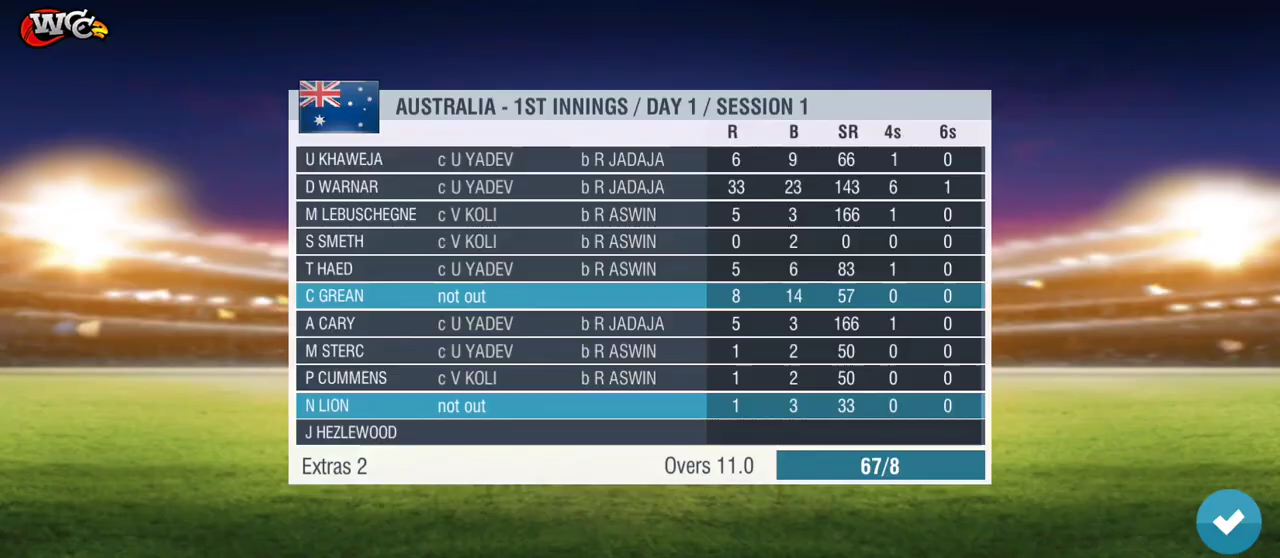 WCC
AUSTRALIA - 1ST INNINGS / DAY 1 / SESSION 1
R B SR 4s 6s
U KHAWEJA c U YADEV b R JADAJA 6 9 66 1 0
D WARNAR c U YADEV b R JADAJA 33 23 143 6 1
M LEBUSCHEGNE c V KOLI b R ASWIN 5 3 166 1 0
S SMETH c V KOLI b R ASWIN 0 2 0 0 0
T HAED c U YADEV b R ASWIN 5 6 83 1 0
C GREAN not out 8 14 57 0 0
A CARY c U YADEV b R JADAJA 5 3 166 1 0
M STERC c U YADEV b R ASWIN 1 2 50 0 0
P CUMMENS c V KOLI b R ASWIN 1 2 50 0 0
N LION not out 1 3 33 0 0
J HEZLEWOOD
Extras 2 Overs 11.0 67/8